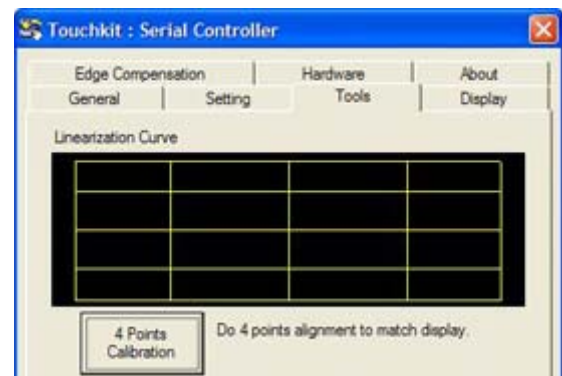 Touchkit : Serial Controller
Edge Compensation Hardware About
General Setting Tools Display
Linearization Curve
4 Points
Calibration
Do 4 points alignment to match display.